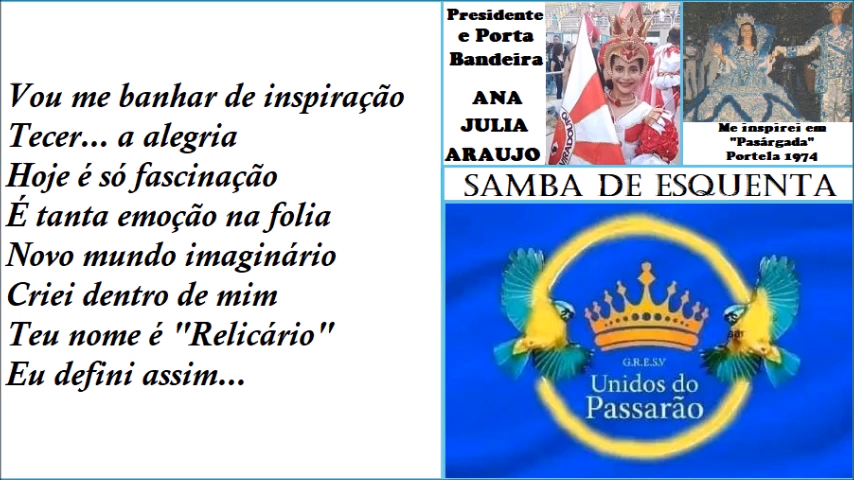 Vou me banhar de inspiração
Tecer... a alegria
Hoje é só fascinação
É tanta emoção na folia
Novo mundo imaginário
Criei dentro de mim
Teu nome é "Relicário"
Eu defini assim...
Presidente
e Porta
Bandeira
ANA
JULIA
ARAUJO
Me inspirei em
"Pasárgada"
Portela 1974
SAMBA DE ESQUENTA
G.R.E.S.V
Unidos do
Passarão